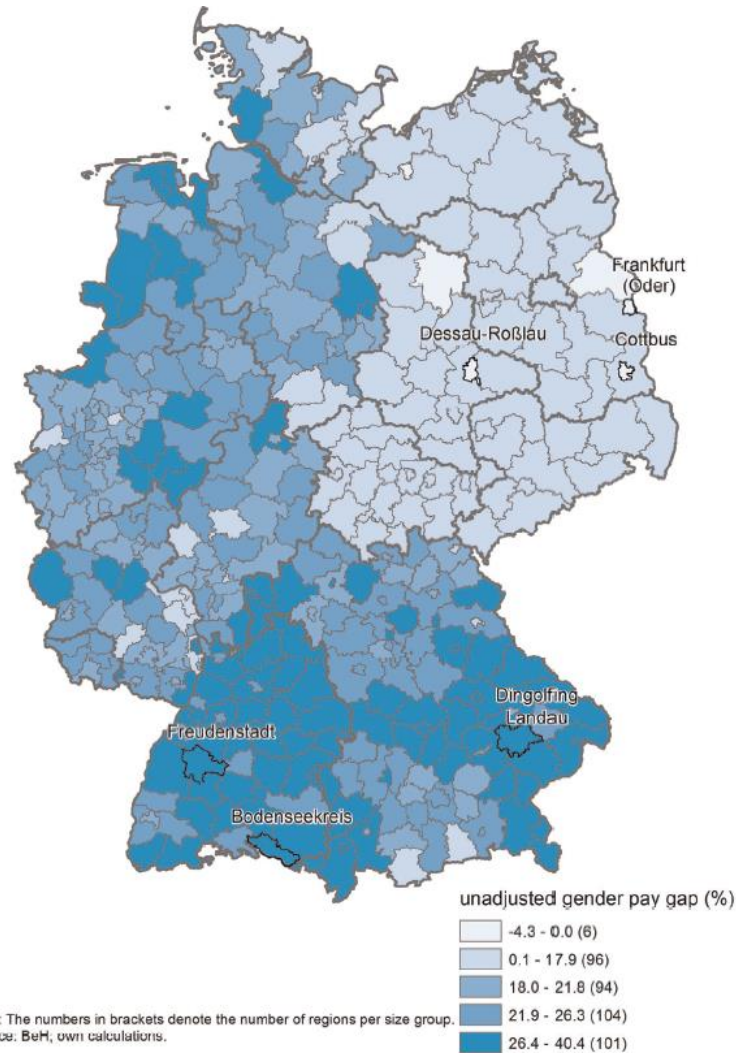 Frankfurt
(Oder)
Dessau-Roßlau
Cottbus
Dingolfing
Landau
Freudenstadt
Bodenseekreis
unadjusted gender pay gap (%)
-4.3 - 0.0 (6)
0.1 - 17.9 (96)
18.0 - 21.8 (94)
21.9 - 26.3 (104)
26.4 - 40.4 (101)
: The numbers in brackets denote the number of regions per size group.
ce: BeH; own calculations.